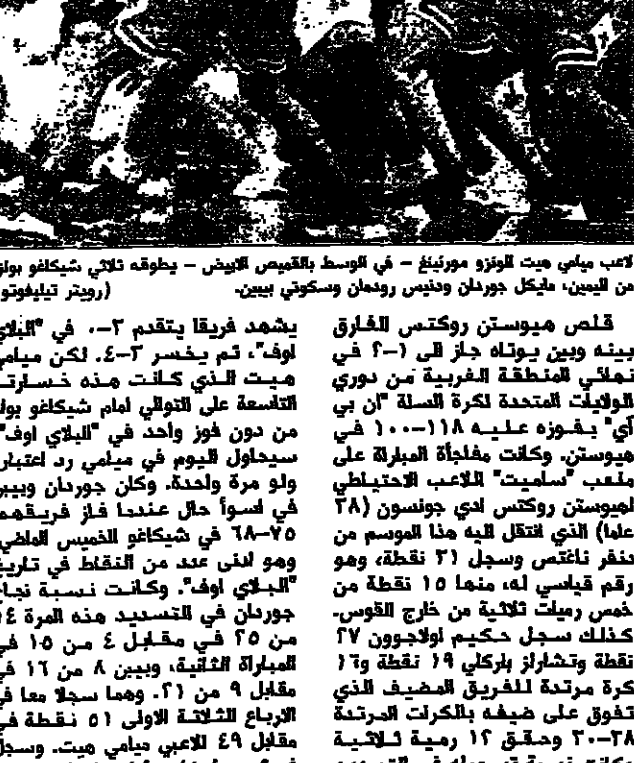 لاعب ميامي هيت الونزو مورنينغ – في الوسط بالقميص الابيض – يطوقه ثلاثي شيكاغو بولز
من اليمين، مايكل جوردان ودنيس رودمان وسكوتي بيبين. (رويتر تيليفوتو
قلص هيوستن روكتس الفارق
بينه وبين يوتاه جاز الى ١–٢ في
نهائي المنطقة الغربية من دوري
الولايات المتحدة لكرة السلة "ان بي
آي" بفوزه عليه ١١٨–١٠٠ في
هيوستن. وكانت مفاجأة المباراة على
ملعب "ساميت" اللاعب الاحتياطي
لهيوستن روكتس ادي جونسون (٣٨
عاما) الذي انتقل اليه هذا الموسم من
دنفر ناغتس وسجل ٣١ نقطة، وهو
رقم قياسي له، منها ١٥ نقطة من
خمس رميات ثلاثية من خارج القوس.
كذلك سجل حكيم اولاجوون ٢٧
نقطة وتشارلز باركلي ١٩ نقطة و١٦
كرة مرتدة للفريق المضيف الذي
تفوق على ضيفه بالكرات المرتدة
٣٨–٣٠ وحقق ١٢ رمية ثلاثية
يشهد فريقا يتقدم ٢–٠ في "البلاي
اوف"، ثم يخسر ٣–٤. لكن ميامي
هيت الذي كانت هذه خسارتـ
التاسعة على التوالي امام شيكاغو بولز
من دون فوز واحد في "البلاي اوف"
سيحاول اليوم في ميامي رد اعتبار
ولو مرة واحدة. وكان جوردان وبيبن
في اسوأ حال عندما فاز فريقهما
٧٥–٦٨ في شيكاغو الخميس الماضي
وهو ادنى عدد من النقاط في تاريخ
"البلاي اوف". وكانت نسبة نجاح
جوردان في التسديد هذه المرة ١٤
من ٢٥ في مقابل ٤ من ١٥ في
المباراة الثانية، وبيبن ٨ من ١٦ في
مقابل ٩ من ٢١. وهما سجلا معا في
الارباع الثلاثة الاولى ٥١ نقطة في
مقابل ٤٩ للاعبي ميامي هيت. وسجل